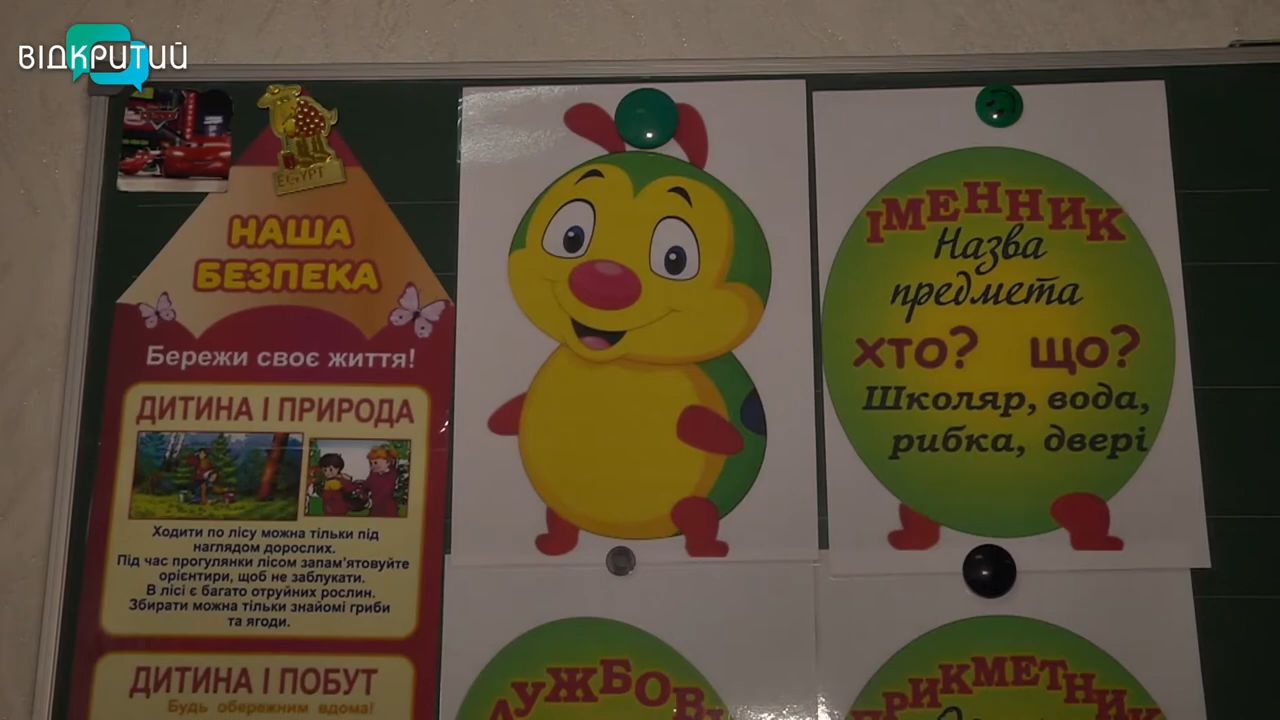 ВІДКРИТИЙ
EGYPT
НАША
БЕЗПЕКА
Бережи своє життя!
ДИТИНА І ПРИРОДА
Ходити по лісу можна тільки під
наглядом дорослих.
Під час прогулянки лісом запам'ятовуйте
орієнтири, щоб не заблукати.
В лісі є багато отруйних рослин.
Збирати можна тільки знайомі гриби
та ягоди.
ДИТИНА І ПОБУТ
Будь обережним вдома!
ІМЕННИК
Назва
предмета
хто? що?
Школяр, вода,
рибка, двері